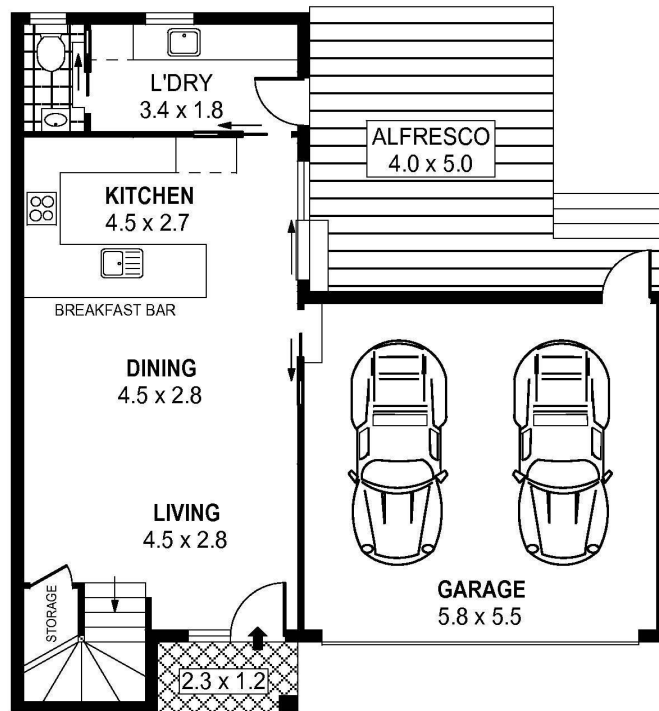 L'DRY
3.4 x 1.8
ALFRESCO
4.0 x 5.0
KITCHEN
4.5 x 2.7
BREAKFAST BAR
DINING
4.5 x 2.8
LIVING
4.5 x 2.8
STORAGE
GARAGE
5.8 x 5.5
2.3 x 1.2